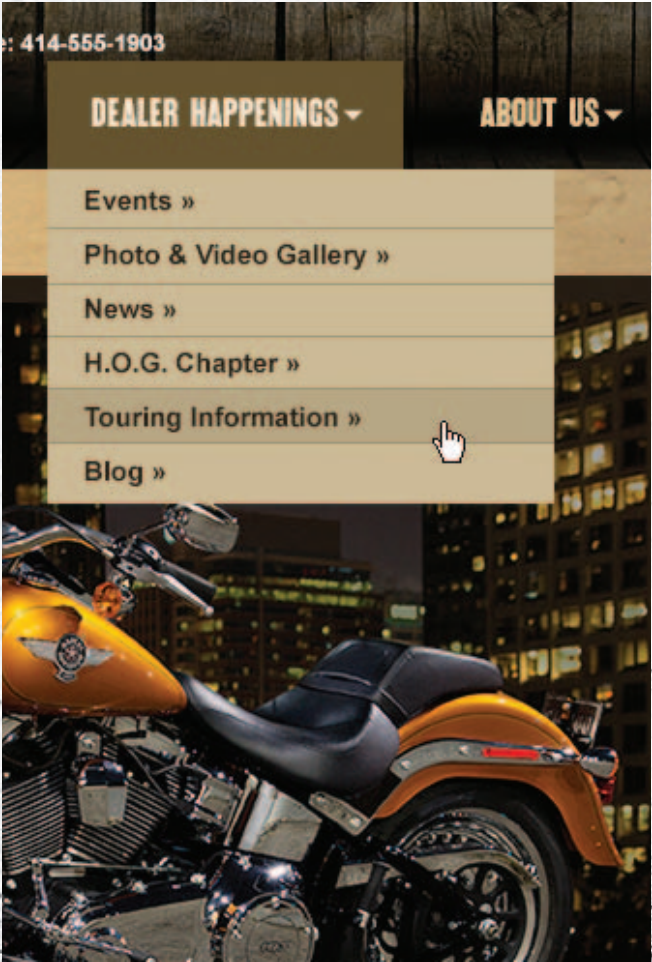 e: 414-555-1903
DEALER HAPPENINGS
ABOUT US
Events »
Photo & Video Gallery »
News »
H.O.G. Chapter »
Touring Information »
Blog »